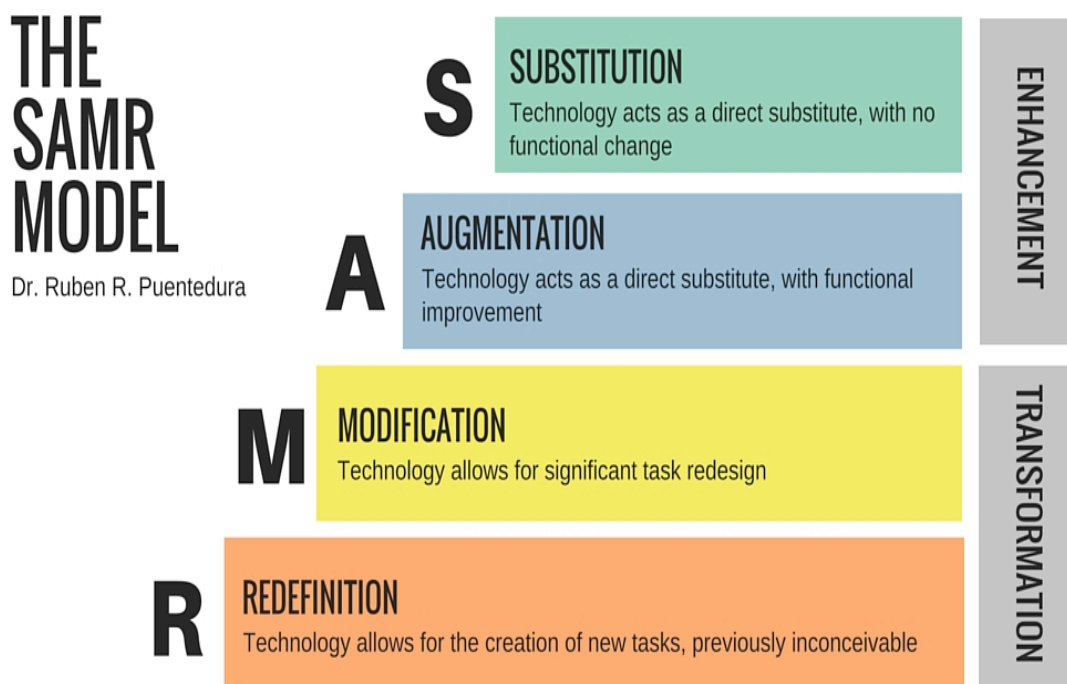 THE
SAMR
MODEL
Dr. Ruben R. Puentedura
S
SUBSTITUTION
Technology acts as a direct substitute, with no
functional change
A
AUGMENTATION
Technology acts as a direct substitute, with functional
improvement
ENHANCEMENT
M
MODIFICATION
Technology allows for significant task redesign
R
REDEFINITION
Technology allows for the creation of new tasks, previously inconceivable
TRANSFORMATION